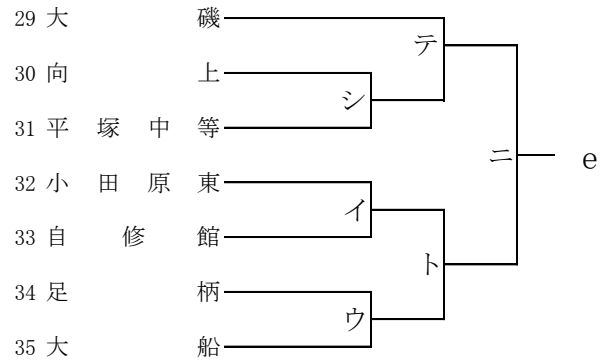 29 大 磯
テ
30 向 上
シ
31 平 塚 中 等
ニ e
32 小 田 原 東
イ
33 自 修 館
ト
34 足 柄
ウ
35 大 船